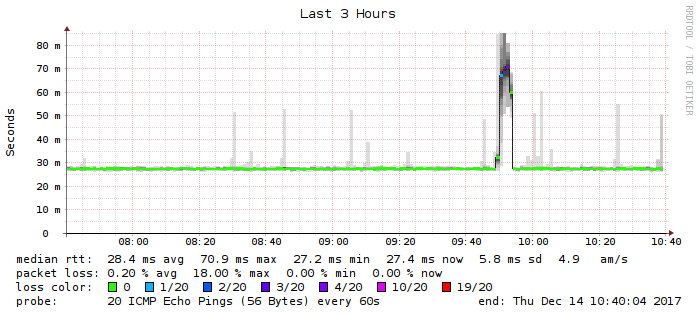 Last 3 Hours
RRDTOOL / TOBI OETIKER
Seconds
80 m
70 m
60 m
50 m
40 m
30 m
20 m
10 m
0
08:00 08:20 08:40 09:00 09:20 09:40 10:00 10:20 10:40
median rtt: 28.4 ms avg 70.9 ms max 27.2 ms min 27.4 ms now 5.8 ms sd 4.9 am/s
packet loss: 0.20 % avg 18.00 % max 0.00 % min 0.00 % now
loss color: 0 1/20 2/20 3/20 4/20 10/20 19/20
probe: 20 ICMP Echo Pings (56 Bytes) every 60s end: Thu Dec 14 10:40:04 2017